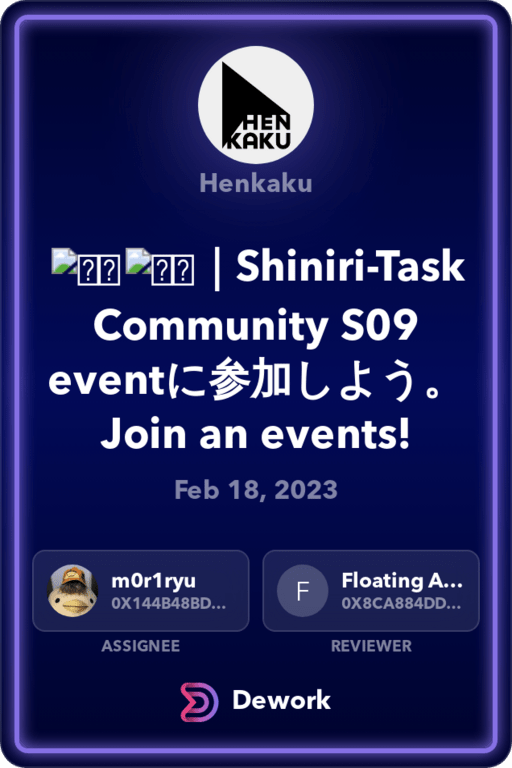 HEN
KAKU
Henkaku
| Shiniri-Task
Community S09
eventに参加しよう。
Join an events!
Feb 18, 2023
m0r1ryu
0X144B48BD...
F
Floating A...
0X8CA884DD...
ASSIGNEE
REVIEWER
Dework